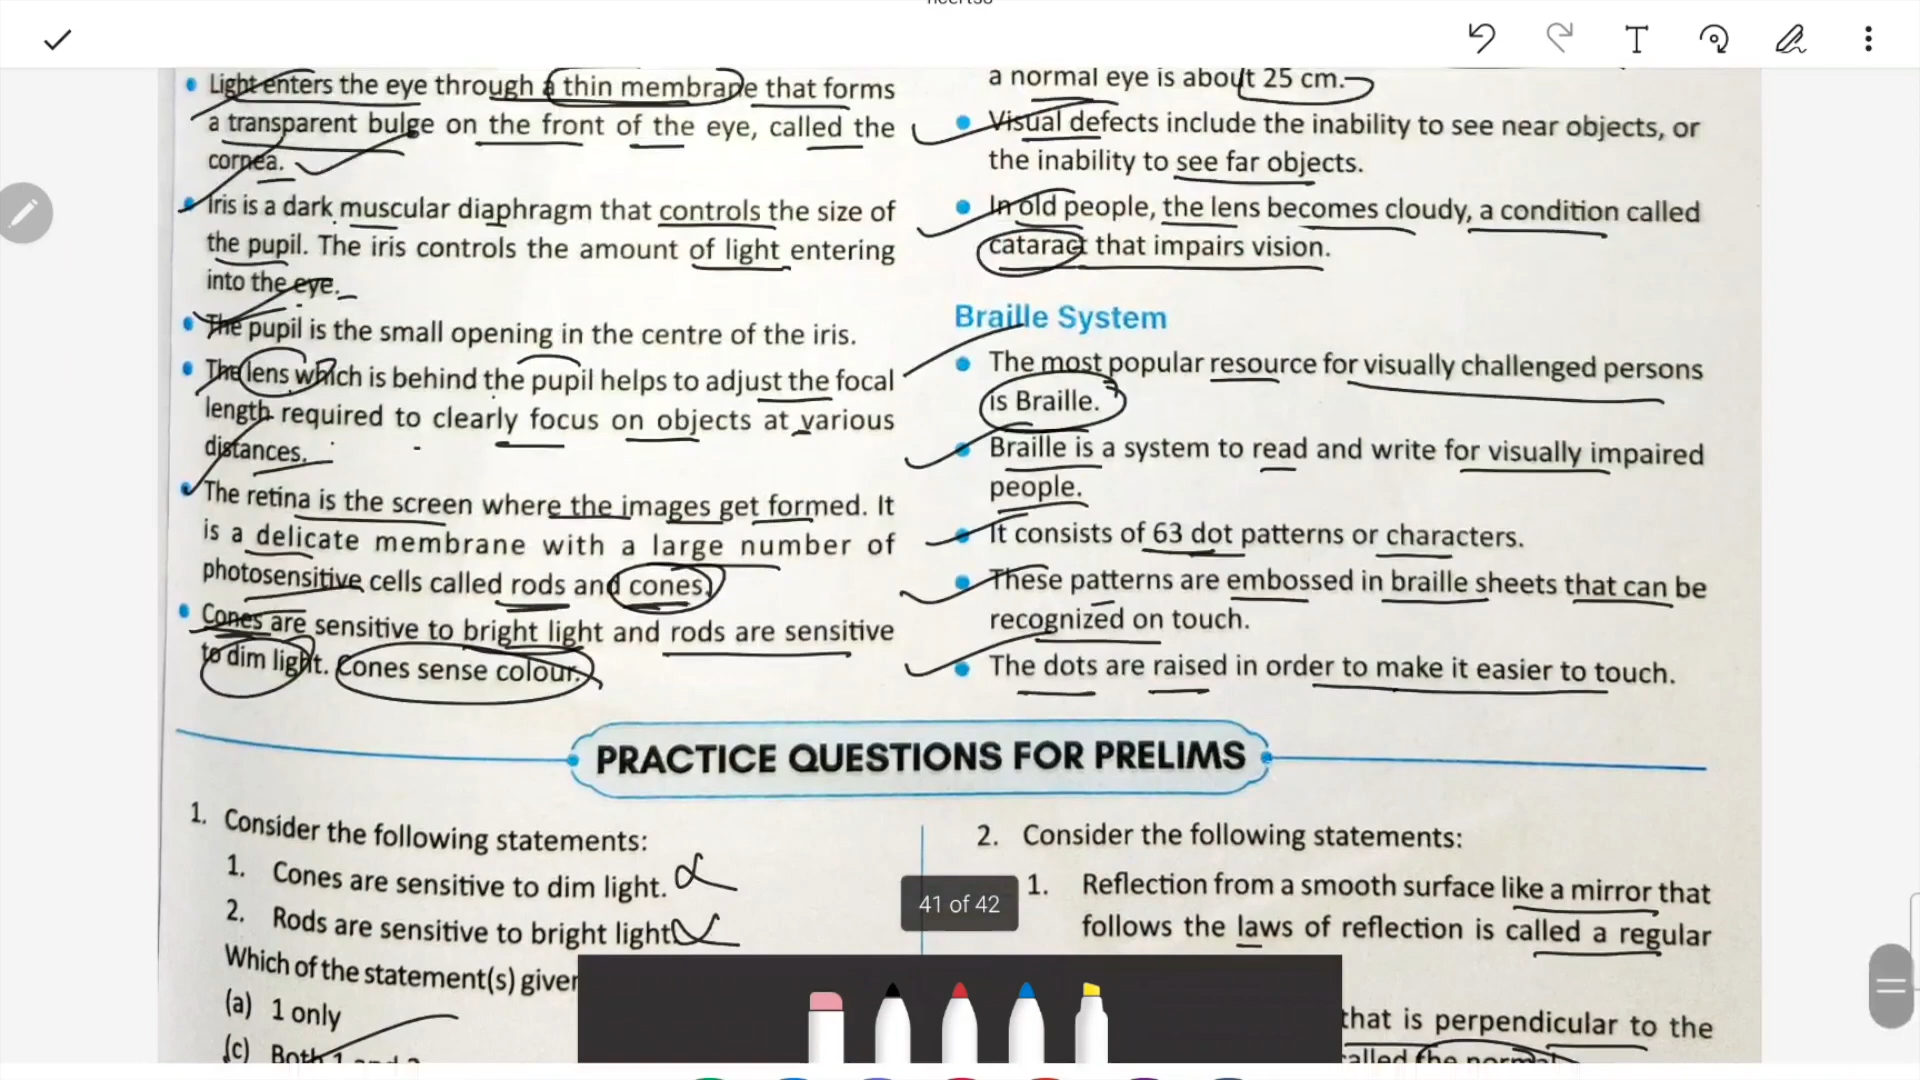 Light enters the eye through a thin membrane that forms
a transparent bulge on the front of the eye, called the
cornea.
Iris is a dark muscular diaphragm that controls the size of
the pupil. The iris controls the amount of light entering
into the eye.
The pupil is the small opening in the centre of the iris.
The lens which is behind the pupil helps to adjust the focal
length required to clearly focus on objects at various
distances.
The retina is the screen where the images get formed. It
is a delicate membrane with a large number of
photosensitive cells called rods and cones.
Cones are sensitive to bright light and rods are sensitive
to dim light. Cones sense colour.
a normal eye is about 25 cm.
Visual defects include the inability to see near objects, or
the inability to see far objects.
In old people, the lens becomes cloudy, a condition called
cataract that impairs vision.
Braille System
The most popular resource for visually challenged persons
is Braille.
Braille is a system to read and write for visually impaired
people.
It consists of 63 dot patterns or characters.
These patterns are embossed in braille sheets that can be
recognized on touch.
The dots are raised in order to make it easier to touch.
PRACTICE QUESTIONS FOR PRELIMS
1. Consider the following statements:
1. Cones are sensitive to dim light.
2. Rods are sensitive to bright light
Which of the statement(s) given
(a) 1 only
(c) Both 1 and 2
2. Consider the following statements:
1. Reflection from a smooth surface like a mirror that
follows the laws of reflection is called a regular
that is perpendicular to the
called the normal
41 of 42